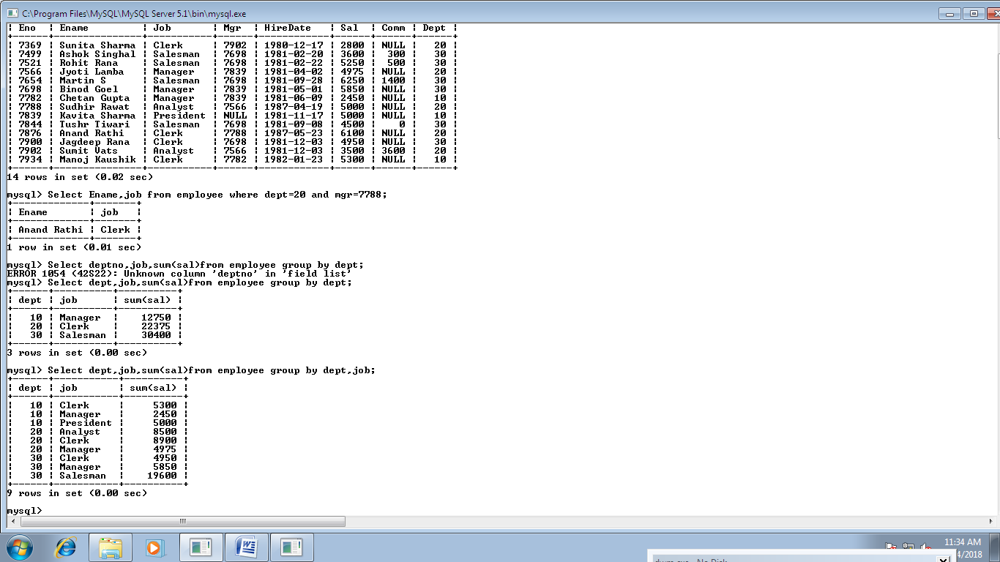 C:\Program Files\MySQL\MySQL Server 5.1\bin\mysql.exe
| Eno | Ename | Job | Mgr | HireDate | Sal | Comm | Dept |
| 7369 | Sunita Sharma | Clerk | 7902 | 1980-12-17 | 2800 | NULL | 20 |
| 7499 | Ashok Singhal | Salesman | 7698 | 1981-02-20 | 3600 | 300 | 30 |
| 7521 | Rohit Rana | Salesman | 7698 | 1981-02-22 | 5250 | 500 | 30 |
| 7566 | Jyoti Lamba | Manager | 7839 | 1981-04-02 | 4975 | NULL | 20 |
| 7654 | Martin S | Salesman | 7698 | 1981-09-28 | 6250 | 1400 | 30 |
| 7698 | Binod Goel | Manager | 7839 | 1981-05-01 | 5850 | NULL | 30 |
| 7782 | Chetan Gupta | Manager | 7839 | 1981-06-09 | 2450 | NULL | 10 |
| 7788 | Sudhir Rawat | Analyst | 7566 | 1987-04-19 | 5000 | NULL | 20 |
| 7839 | Kavita Sharma | President | NULL | 1981-11-17 | 5000 | NULL | 10 |
| 7844 | Tushr Tiwari | Salesman | 7698 | 1981-09-08 | 4500 | 0 | 30 |
| 7876 | Anand Rathi | Clerk | 7788 | 1987-05-23 | 6100 | NULL | 20 |
| 7900 | Jagdeep Rana | Clerk | 7698 | 1981-12-03 | 4950 | NULL | 30 |
| 7902 | Sumit Vats | Analyst | 7566 | 1981-12-03 | 3500 | 3600 | 20 |
| 7934 | Manoj Kaushik | Clerk | 7782 | 1982-01-23 | 5300 | NULL | 10 |
14 rows in set (0.02 sec)
mysql> Select Ename,job from employee where dept=20 and mgr=7788;
| Ename | job |
| Anand Rathi | Clerk |
1 row in set (0.01 sec)
mysql> Select deptno,job,sum(sal)from employee group by dept;
ERROR 1054 (42S22): Unknown column 'deptno' in 'field list'
mysql> Select dept,job,sum(sal)from employee group by dept;
| dept | job | sum(sal) |
| 10 | Manager | 12750 |
| 20 | Clerk | 22375 |
| 30 | Salesman | 30400 |
3 rows in set (0.00 sec)
mysql> Select dept,job,sum(sal)from employee group by dept,job;
| dept | job | sum(sal) |
| 10 | Clerk | 5300 |
| 10 | Manager | 2450 |
| 10 | President | 5000 |
| 20 | Analyst | 8500 |
| 20 | Clerk | 8900 |
| 20 | Manager | 4975 |
| 30 | Clerk | 4950 |
| 30 | Manager | 5850 |
| 30 | Salesman | 19600 |
9 rows in set (0.00 sec)
mysql>
11:34 AM
4/2018
No Disk